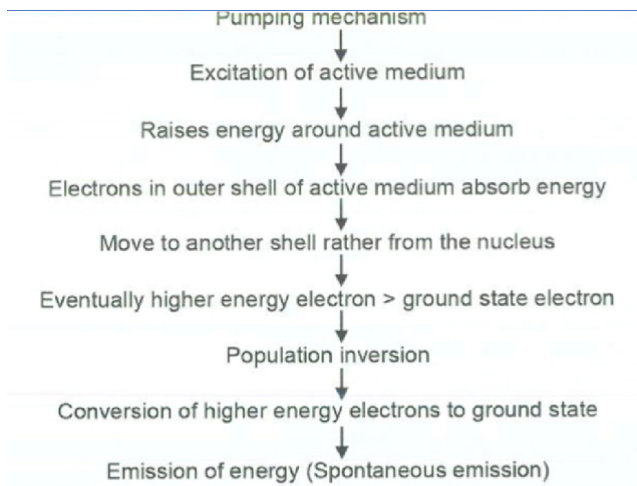 Pumping mechanism
Excitation of active medium
Raises energy around active medium
Electrons in outer shell of active medium absorb energy
Move to another shell rather from the nucleus
Eventually higher energy electron > ground state electron
Population inversion
Conversion of higher energy electrons to ground state
Emission of energy (Spontaneous emission)